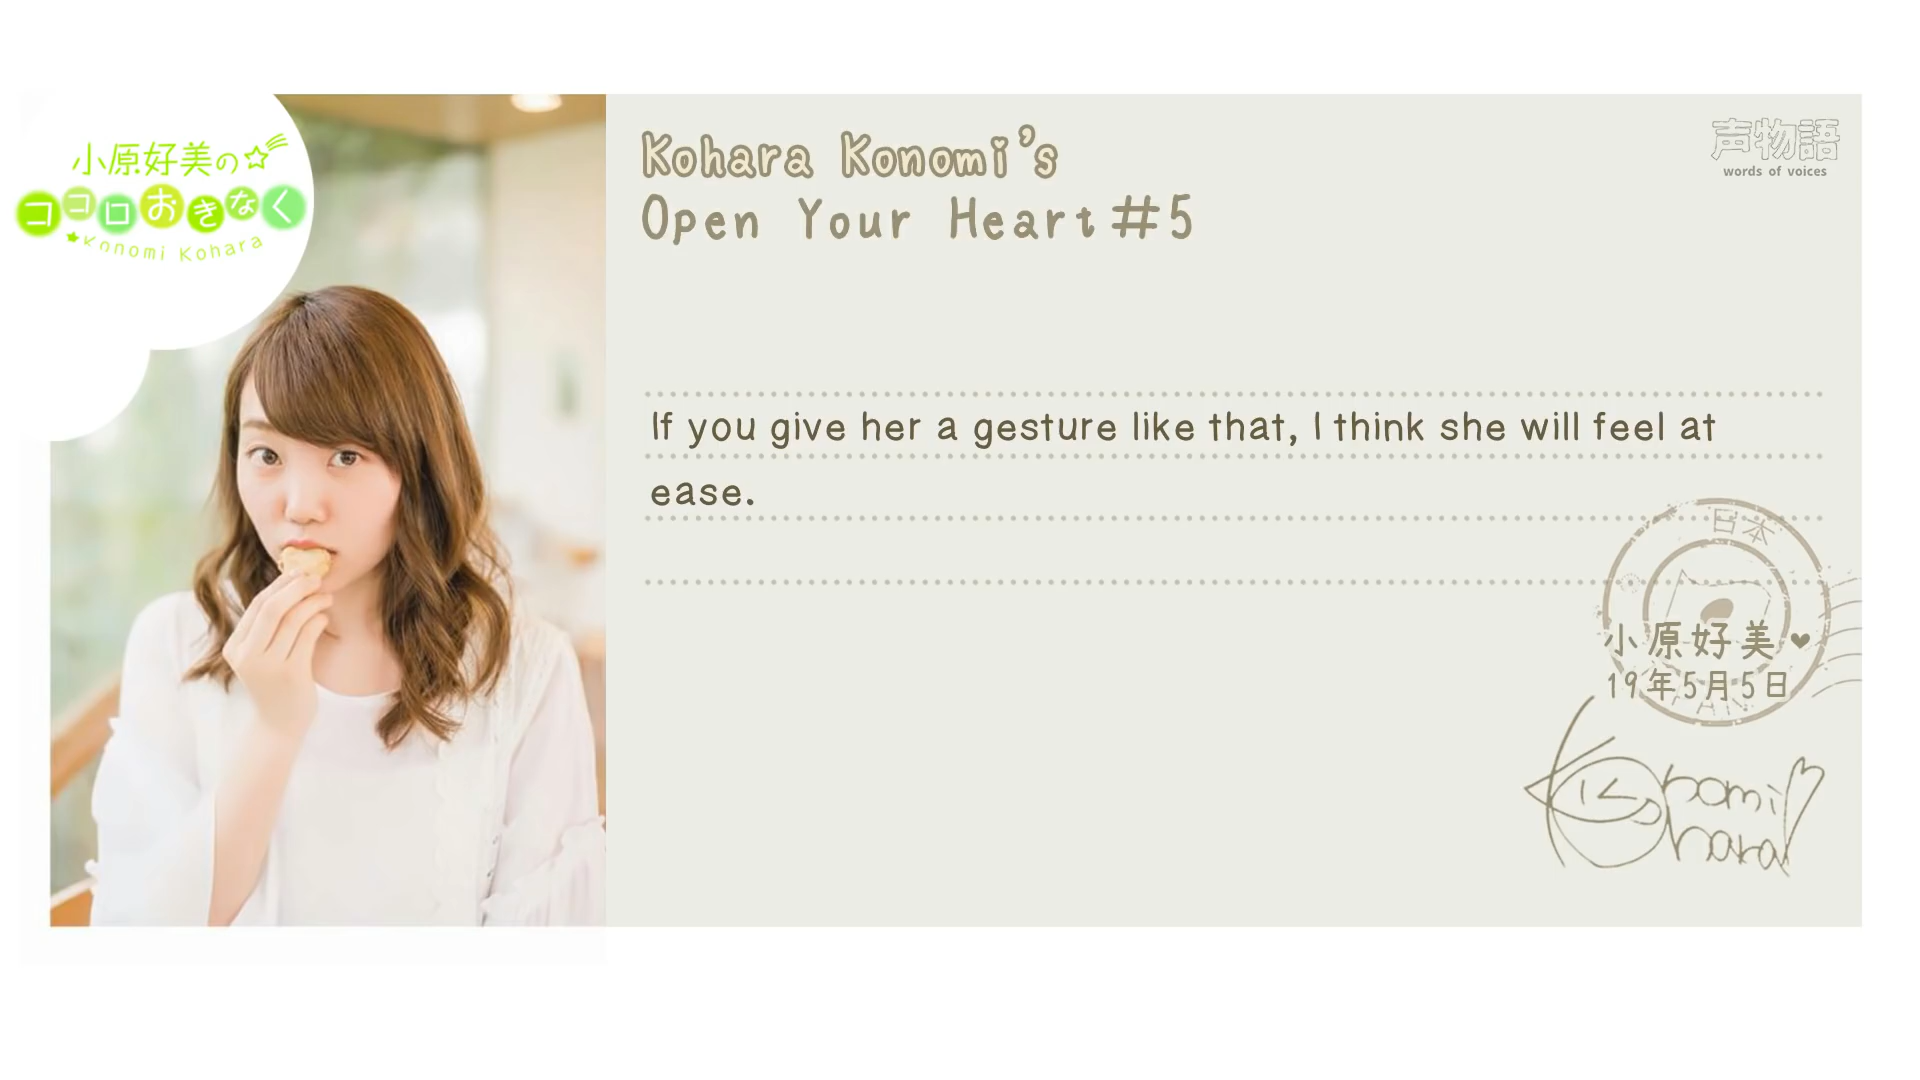 小原好美の☆
ココロおきなく
★Konomi Kohara
Kohara Konomi's
Open Your Heart #5
声物語
words of voices
If you give her a gesture like that, I think she will feel at
ease.
日本
小原好美♥
19年5月5日
Konomi
Kohara